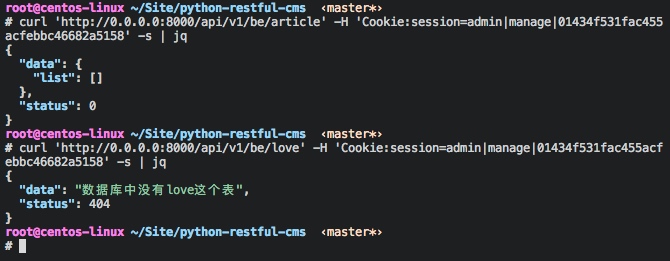 root@centos-linux ~/Site/python-restful-cms ‹master*›
# curl 'http://0.0.0.0:8000/api/v1/be/article' -H 'Cookie:session=admin|manage|01434f531fac455
acfebbc46682a5158' -s | jq
{
  "data": {
    "list": []
  },
  "status": 0
}
root@centos-linux ~/Site/python-restful-cms ‹master*›
# curl 'http://0.0.0.0:8000/api/v1/be/love' -H 'Cookie:session=admin|manage|01434f531fac455acf
ebbc46682a5158' -s | jq
{
  "data": "数据库中没有love这个表",
  "status": 404
}
root@centos-linux ~/Site/python-restful-cms ‹master*›
#